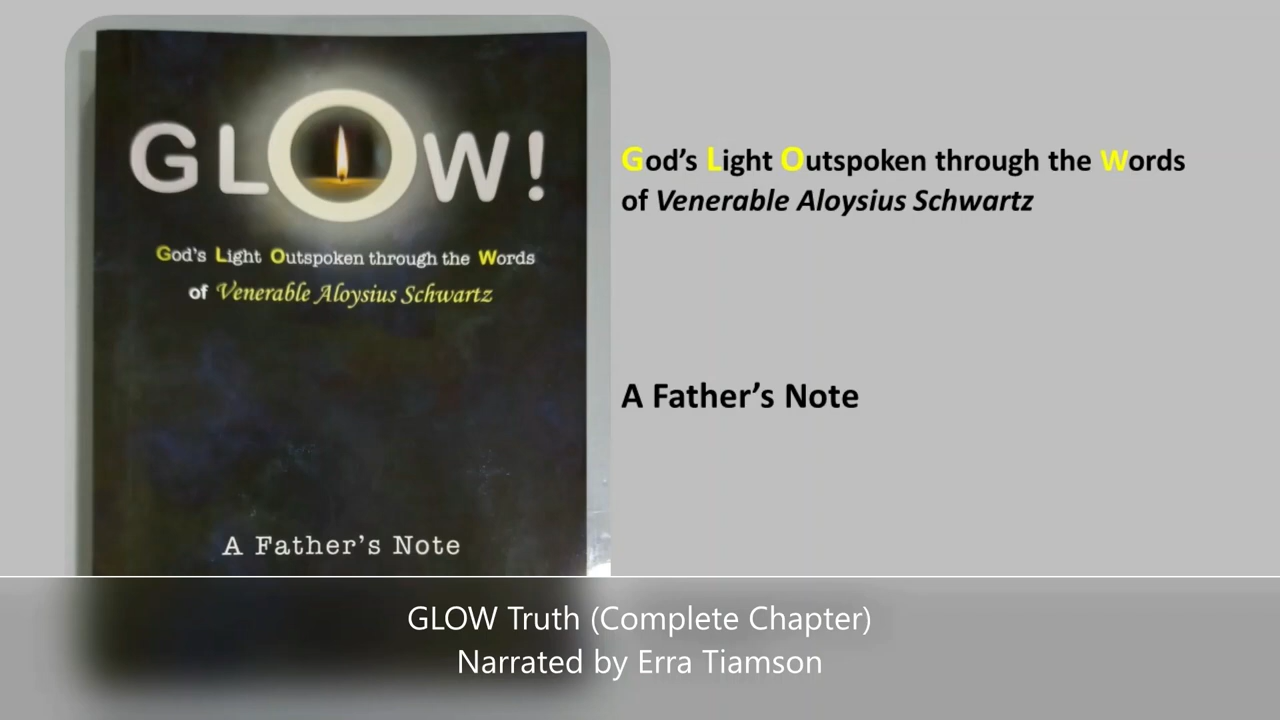 GLOW!
God's Light Outspoken through the Words
of Venerable Aloysius Schwartz
A Father's Note
God's Light Outspoken through the Words
of Venerable Aloysius Schwartz
A Father's Note
GLOW Truth (Complete Chapter)
Narrated by Erra Tiamson